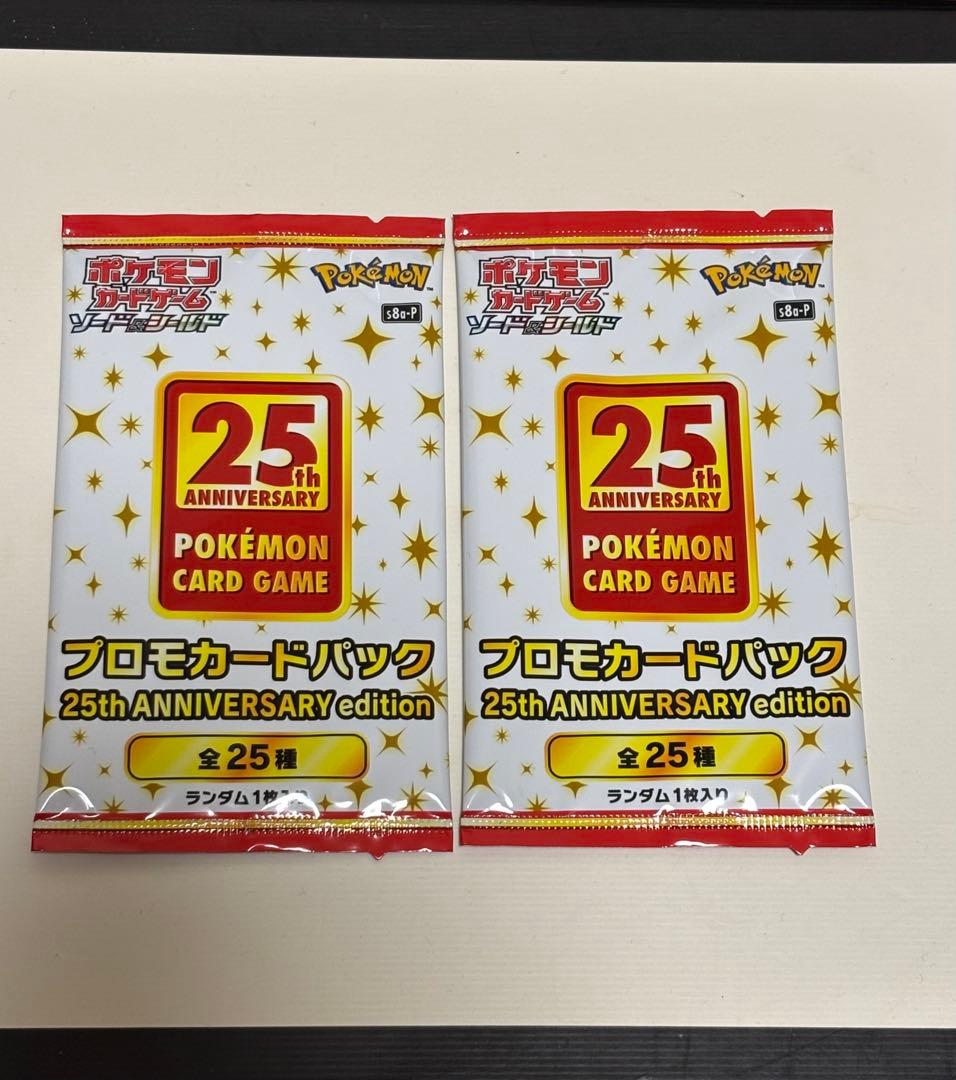 ポケモン
カードゲーム
ソード&シールド
POKéMON
s8a-P
25th
ANNIVERSARY
POKÉMON
CARD GAME
プロモカードパック
25th ANNIVERSARY edition
全25種
ランダム1枚入り
ポケモン
カードゲーム
ソード&シールド
POKéMON
s8a-P
25th
ANNIVERSARY
POKÉMON
CARD GAME
プロモカードパック
25th ANNIVERSARY edition
全25種
ランダム1枚入り